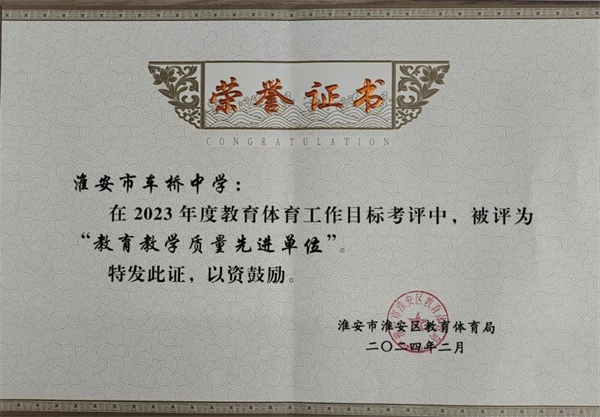 荣誉证书
CONGRATULATION
淮安市车桥中学：
在2023年度教育体育工作目标考评中，被评为
“教育教学质量先进单位”。
特发此证，以资鼓励。
淮安市淮安区教育体育局
二〇二四年二月